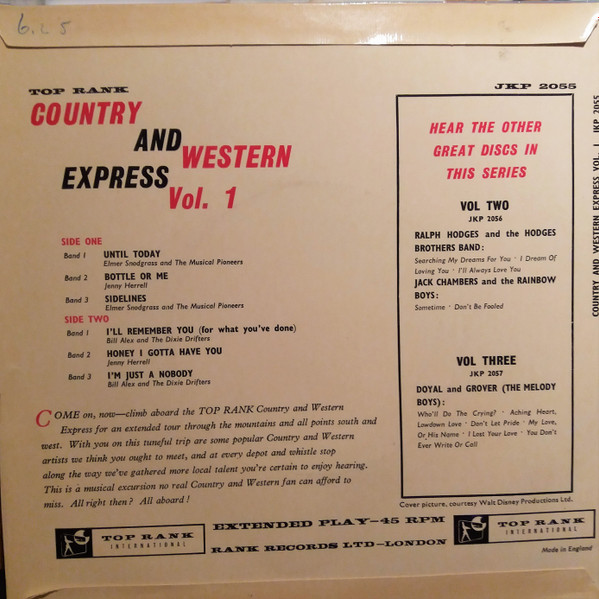 6.25
TOP RANK
JKP 2055
COUNTRY
AND
WESTERN
EXPRESS
Vol. 1
SIDE ONE
Band 1 UNTIL TODAY
Elmer Snodgrass and The Musical Pioneers
Band 2 BOTTLE OR ME
Jenny Herrell
Band 3 SIDELINES
Elmer Snodgrass and The Musical Pioneers
SIDE TWO
Band 1 I'LL REMEMBER YOU (for what you've done)
Bill Alex and The Dixie Drifters
Band 2 HONEY I GOTTA HAVE YOU
Jenny Herrell
Band 3 I'M JUST A NOBODY
Bill Alex and The Dixie Drifters
COME on, now—climb aboard the TOP RANK Country and Western
Express for an extended tour through the mountains and all points south and
west. With you on this tuneful trip are some popular Country and Western
artists we think you ought to meet, and at every depot and whistle stop
along the way we've gathered more local talent you're certain to enjoy hearing.
This is a musical excursion no real Country and Western fan can afford to
miss. All right then? All aboard!
HEAR THE OTHER
GREAT DISCS IN
THIS SERIES
VOL TWO
JKP 2056
RALPH HODGES and the HODGES
BROTHERS BAND:
Searching My Dreams For You · I Dream Of
Loving You · I'll Always Love You
JACK CHAMBERS and the RAINBOW
BOYS:
Sometime · Don't Be Fooled
VOL THREE
JKP 2057
DOYAL and GROVER (THE MELODY
BOYS):
Who'll Do The Crying? · Aching Heart,
Lowdown Love · Don't Let Pride · My Love,
Or His Name · I Lost Your Love · You Don't
Ever Write Or Call
Cover picture, courtesy Walt Disney Productions Ltd.
TOP RANK
INTERNATIONAL
EXTENDED PLAY—45 RPM
RANK RECORDS LTD—LONDON
TOP RANK
INTERNATIONAL
Made in England
COUNTRY AND WESTERN EXPRESS VOL. 1 JKP 2055